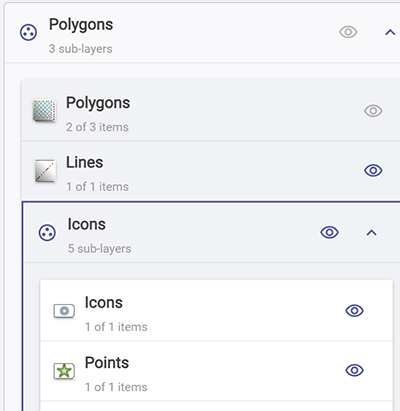 Polygons
3 sub-layers
Polygons
2 of 3 items
Lines
1 of 1 items
Icons
5 sub-layers
Icons
1 of 1 items
Points
1 of 1 items